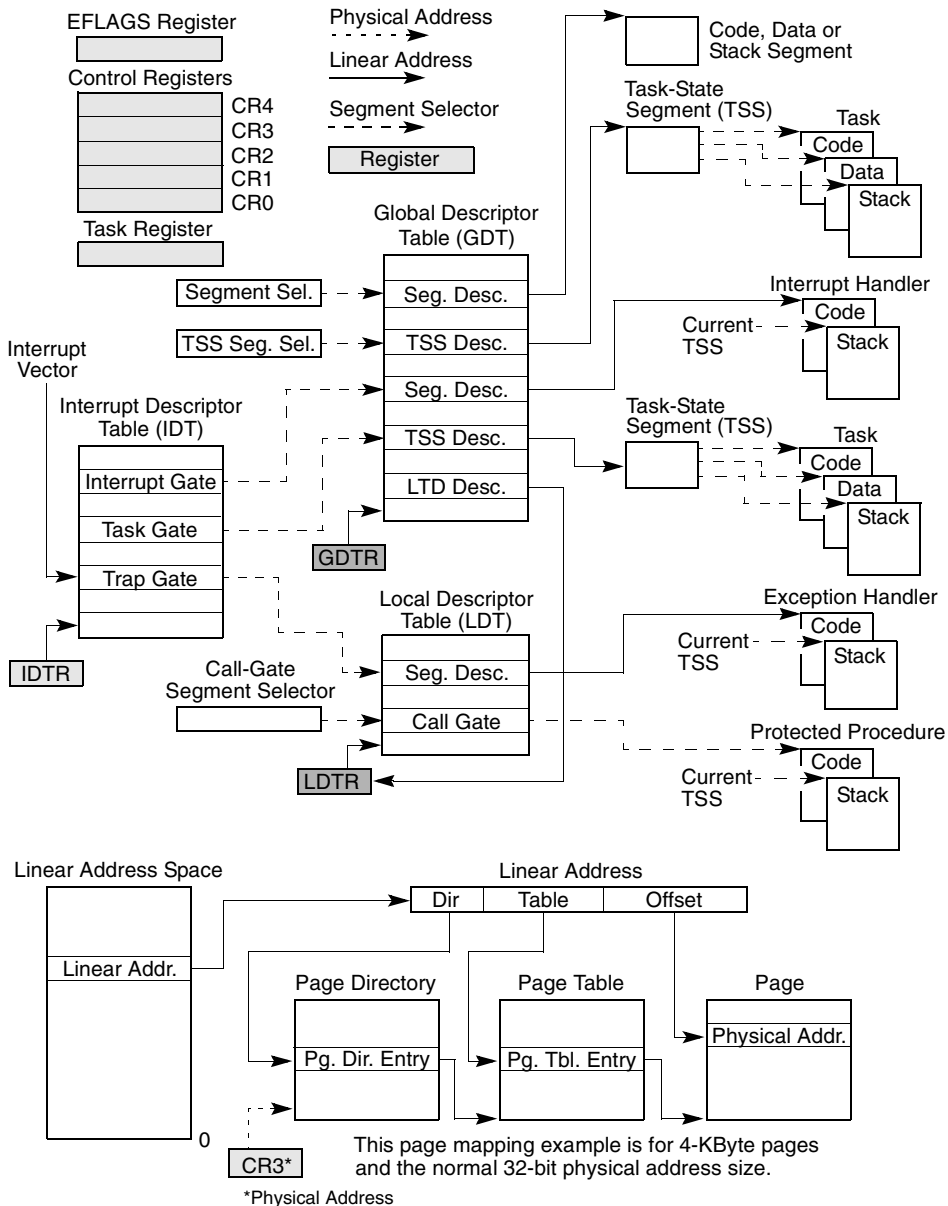 EFLAGS Register
Control Registers
CR4
CR3
CR2
CR1
CR0
Task Register
Physical Address
Linear Address
Segment Selector
Register
Code, Data or
Stack Segment
Task-State
Segment (TSS)
Task
Code
Data
Stack
Global Descriptor
Table (GDT)
Segment Sel.
Seg. Desc.
TSS Seg. Sel.
TSS Desc.
Seg. Desc.
TSS Desc.
LTD Desc.
GDTR
Interrupt Handler
Code
Current
TSS
Stack
Interrupt
Vector
Interrupt Descriptor
Table (IDT)
Interrupt Gate
Task Gate
Trap Gate
IDTR
Task-State
Segment (TSS)
Task
Code
Data
Stack
Local Descriptor
Table (LDT)
Seg. Desc.
Call Gate
Call-Gate
Segment Selector
LDTR
Exception Handler
Code
Current
TSS
Stack
Protected Procedure
Code
Current
TSS
Stack
Linear Address Space
Linear Addr.
0
Linear Address
Dir
Table
Offset
Page Directory
Pg. Dir. Entry
Page Table
Pg. Tbl. Entry
Page
Physical Addr.
CR3*
*Physical Address
This page mapping example is for 4-KByte pages
and the normal 32-bit physical address size.